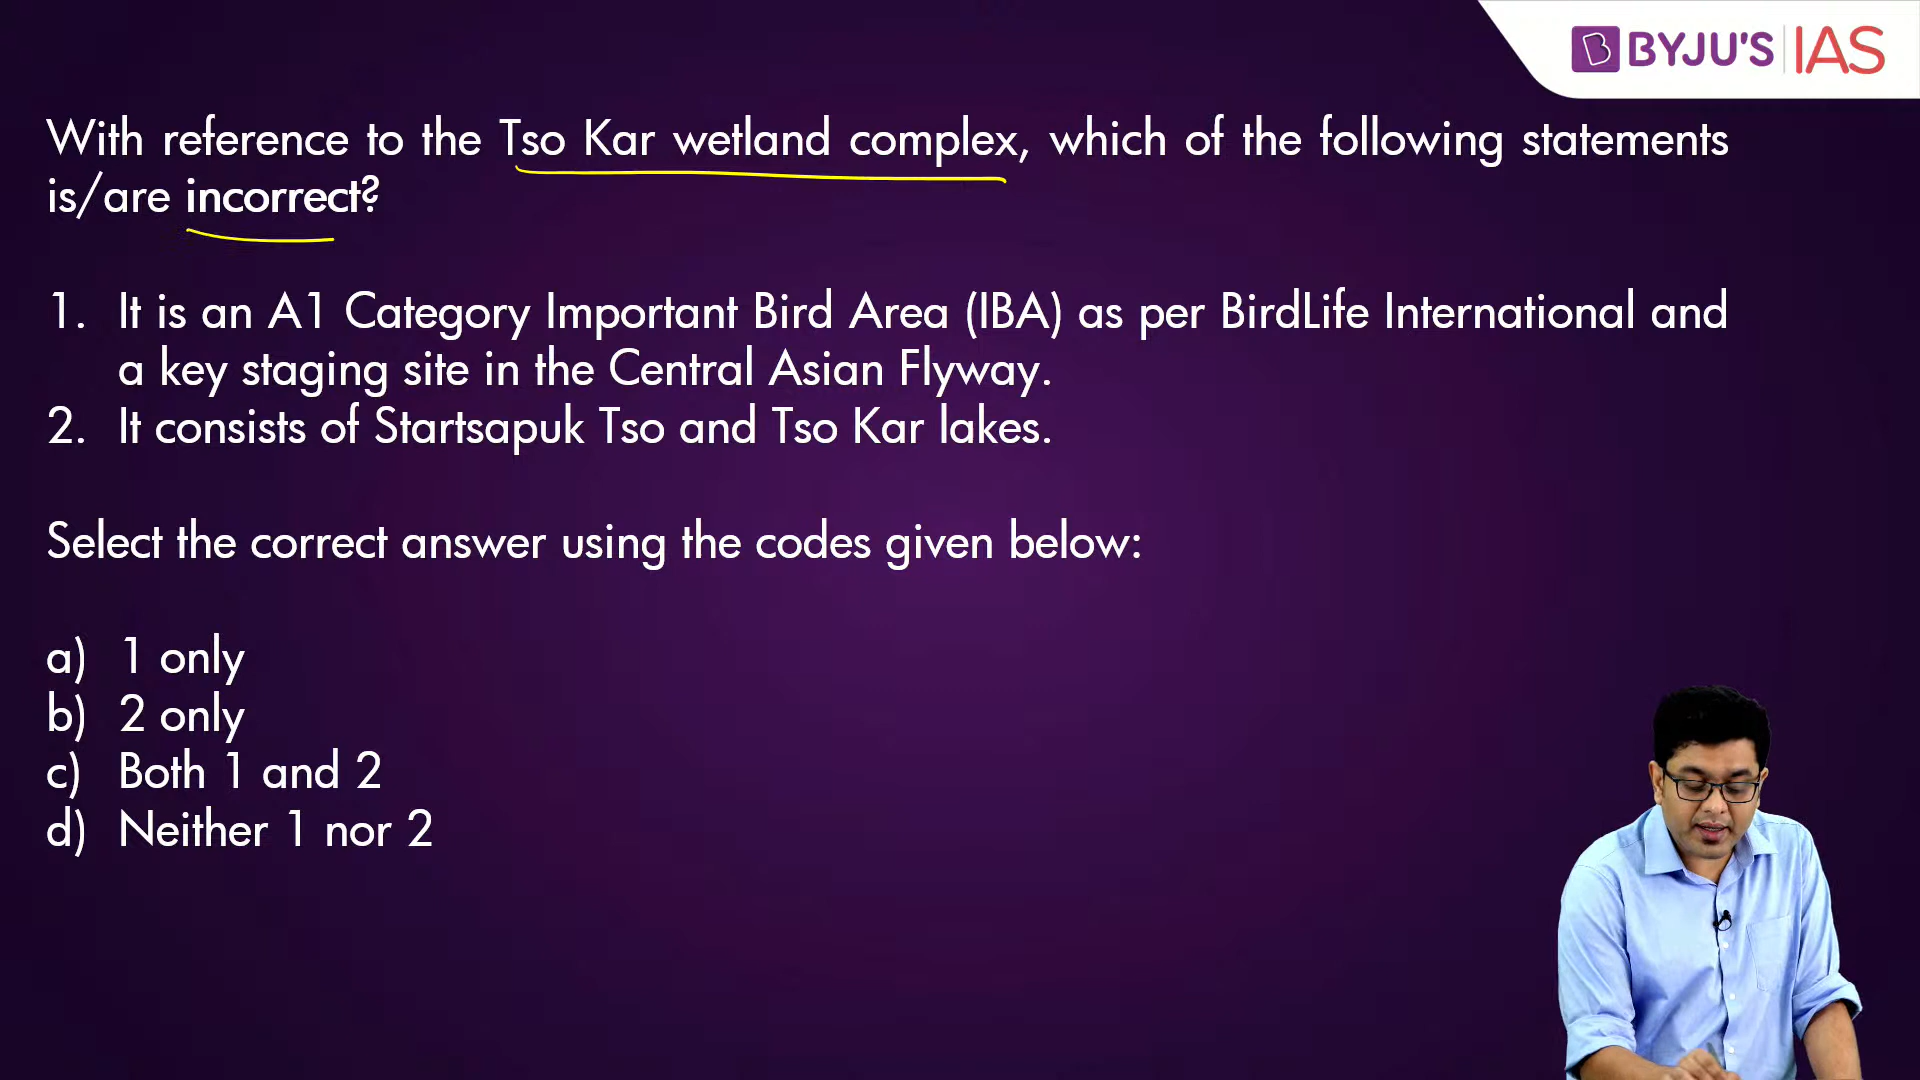 BYJU'S IAS
With reference to the Tso Kar wetland complex, which of the following statements
is/are incorrect?
1. It is an A1 Category Important Bird Area (IBA) as per BirdLife International and
a key staging site in the Central Asian Flyway.
2. It consists of Startsapuk Tso and Tso Kar lakes.
Select the correct answer using the codes given below:
a) 1 only
b) 2 only
c) Both 1 and 2
d) Neither 1 nor 2